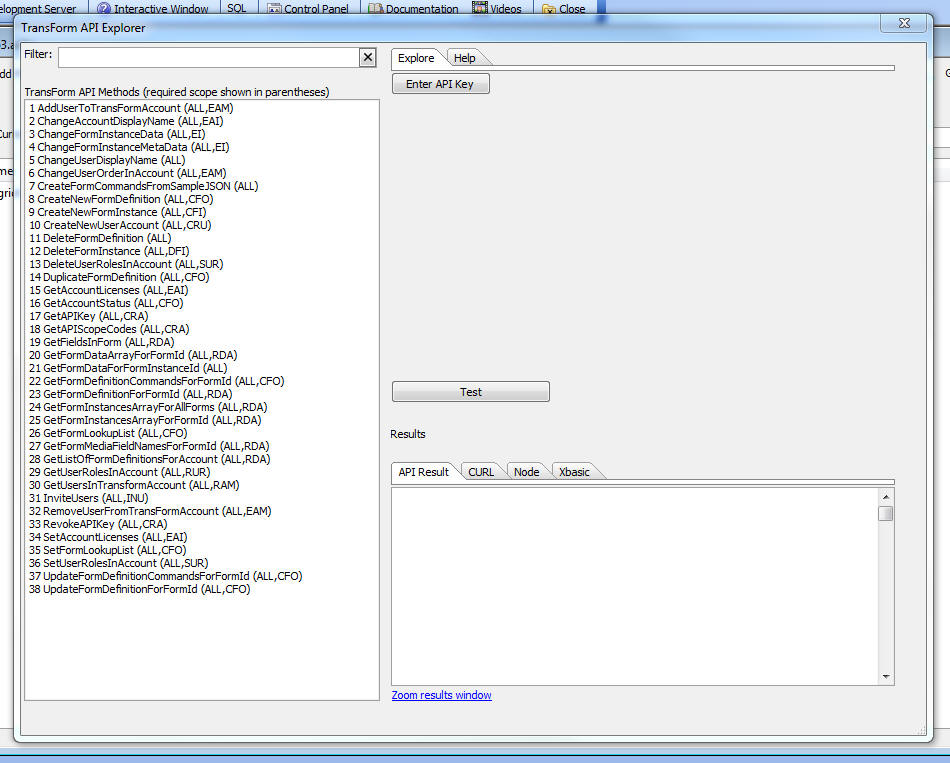 elopment Server Interactive Window SQL Control Panel Documentation Videos Close
TransForm API Explorer
Filter:
Explore Help
Enter API Key
TransForm API Methods (required scope shown in parentheses)
1 AddUserToTransFormAccount (ALL,EAM)
2 ChangeAccountDisplayName (ALL,EAI)
3 ChangeFormInstanceData (ALL,EI)
4 ChangeFormInstanceMetaData (ALL,EI)
5 ChangeUserDisplayName (ALL)
6 ChangeUserOrderInAccount (ALL,EAM)
7 CreateFormCommandsFromSampleJSON (ALL)
8 CreateNewFormDefinition (ALL,CFO)
9 CreateNewFormInstance (ALL,CFI)
10 CreateNewUserAccount (ALL,CRU)
11 DeleteFormDefinition (ALL)
12 DeleteFormInstance (ALL,DFI)
13 DeleteUserRolesInAccount (ALL,SUR)
14 DuplicateFormDefinition (ALL,CFO)
15 GetAccountLicenses (ALL,EAI)
16 GetAccountStatus (ALL,CFO)
17 GetAPIKey (ALL,CRA)
18 GetAPIScopeCodes (ALL,CRA)
19 GetFieldsInForm (ALL,RDA)
20 GetFormDataArrayForFormId (ALL,RDA)
21 GetFormDataForFormInstanceId (ALL)
22 GetFormDefinitionCommandsForFormId (ALL,CFO)
23 GetFormDefinitionForFormId (ALL,RDA)
24 GetFormInstancesArrayForAllForms (ALL,RDA)
25 GetFormInstancesArrayForFormId (ALL,RDA)
26 GetFormLookupList (ALL,CFO)
27 GetFormMediaFieldNamesForFormId (ALL,RDA)
28 GetListOfFormDefinitionsForAccount (ALL,RDA)
29 GetUserRolesInAccount (ALL,RUR)
30 GetUsersInTransformAccount (ALL,RAM)
31 InviteUsers (ALL,INU)
32 RemoveUserFromTransFormAccount (ALL,EAM)
33 RevokeAPIKey (ALL,CRA)
34 SetAccountLicenses (ALL,EAI)
35 SetFormLookupList (ALL,CFO)
36 SetUserRolesInAccount (ALL,SUR)
37 UpdateFormDefinitionCommandsForFormId (ALL,CFO)
38 UpdateFormDefinitionForFormId (ALL,CFO)
Test
Results
API Result CURL Node Xbasic
Zoom results window